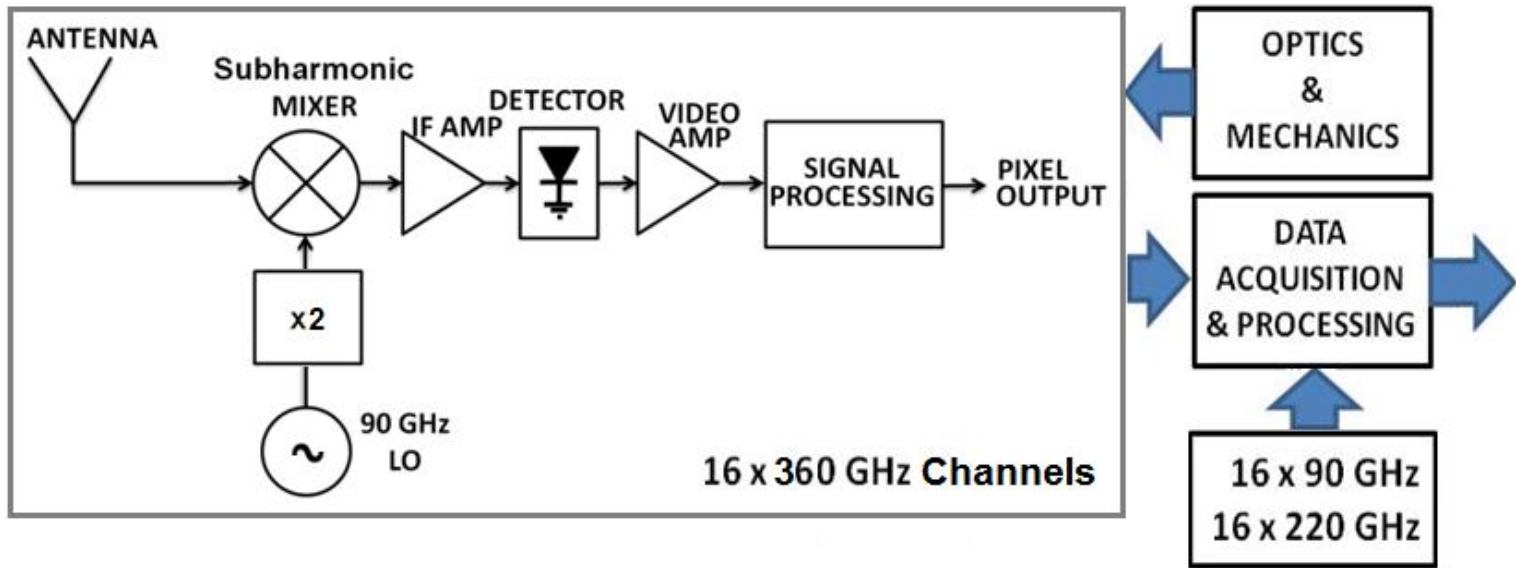 ANTENNA
Subharmonic
MIXER
IF AMP
DETECTOR
VIDEO
AMP
SIGNAL
PROCESSING
PIXEL
OUTPUT
x2
90 GHz
LO
16 x 360 GHz Channels
OPTICS
&
MECHANICS
DATA
ACQUISITION
& PROCESSING
16 x 90 GHz
16 x 220 GHz